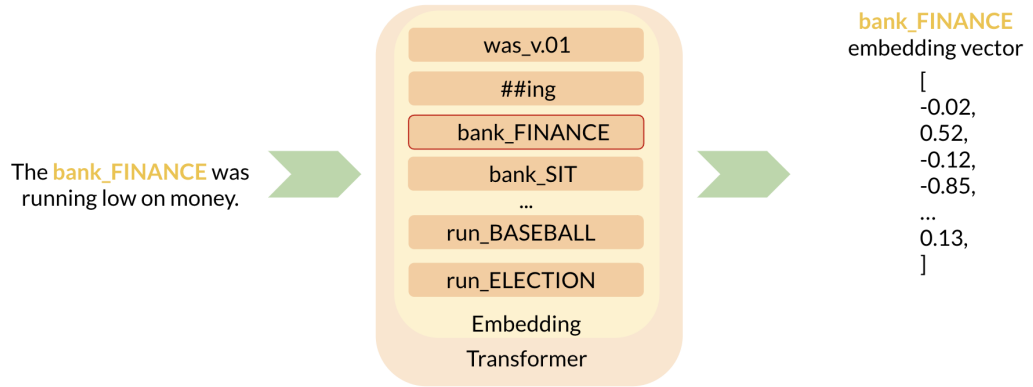 The bank_FINANCE was
running low on money.
was_v.01
##ing
bank_FINANCE
bank_SIT
...
run_BASEBALL
run_ELECTION
Embedding
Transformer
bank_FINANCE
embedding vector
[
-0.02,
0.52,
-0.12,
-0.85,
...
0.13,
]